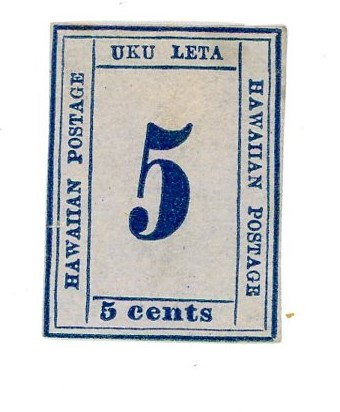 UKU LETA
HAWAIIAN POSTAGE
5
HAWAIIAN POSTAGE
5 cents